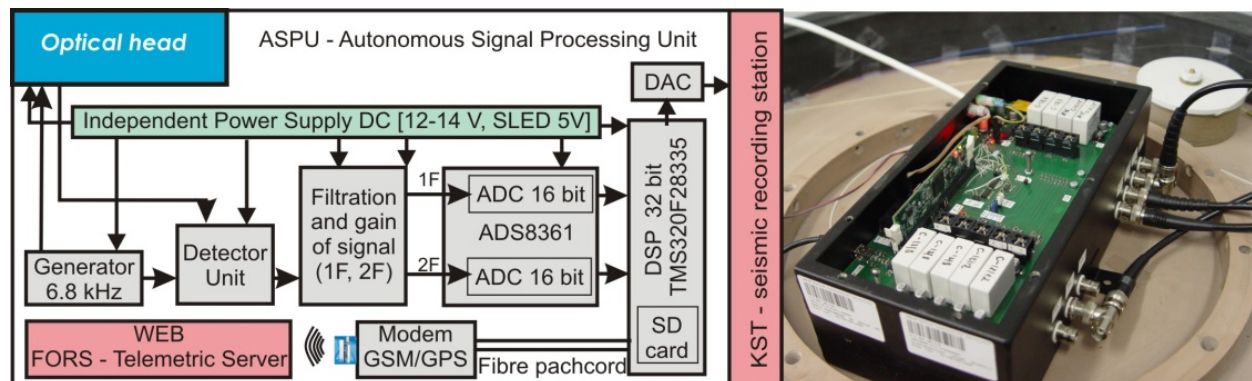 Optical head
ASPU - Autonomous Signal Processing Unit
DAC
Independent Power Supply DC [12-14 V, SLED 5V]
Generator
6.8 kHz
Detector
Unit
Filtration
and gain
of signal
(1F, 2F)
1F
2F
ADC 16 bit
ADS8361
ADC 16 bit
DSP 32 bit
TMS320F28335
SD
card
WEB
FORS - Telemetric Server
Modem
GSM/GPS
Fibre pachcord
KST - seismic recording station